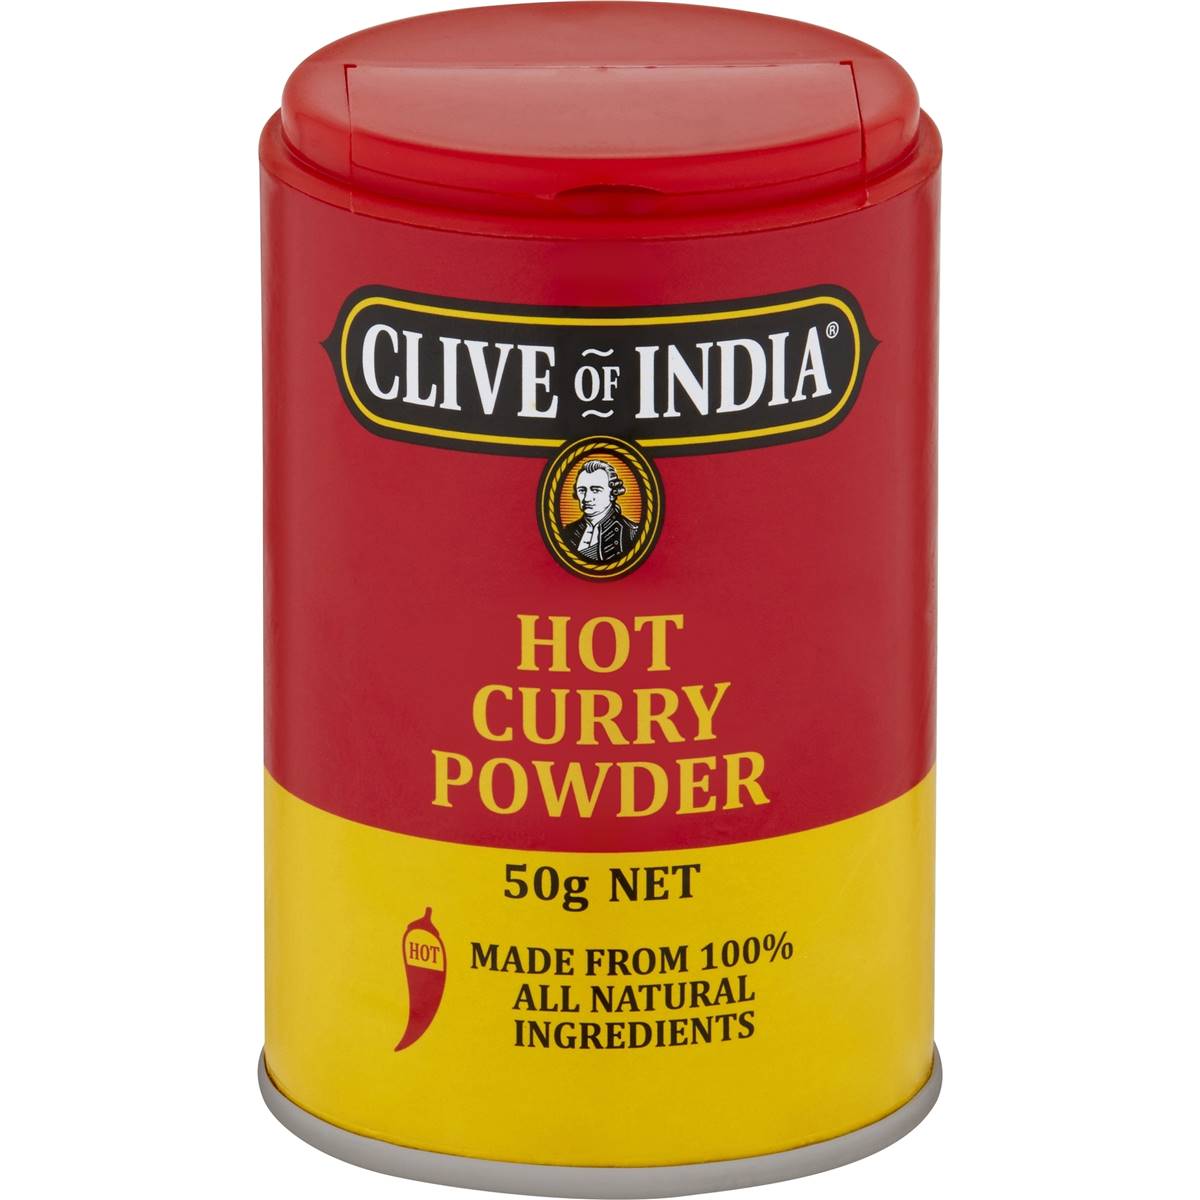 CLIVE OF INDIA®
HOT
CURRY
POWDER
50g NET
HOT
MADE FROM 100%
ALL NATURAL
INGREDIENTS